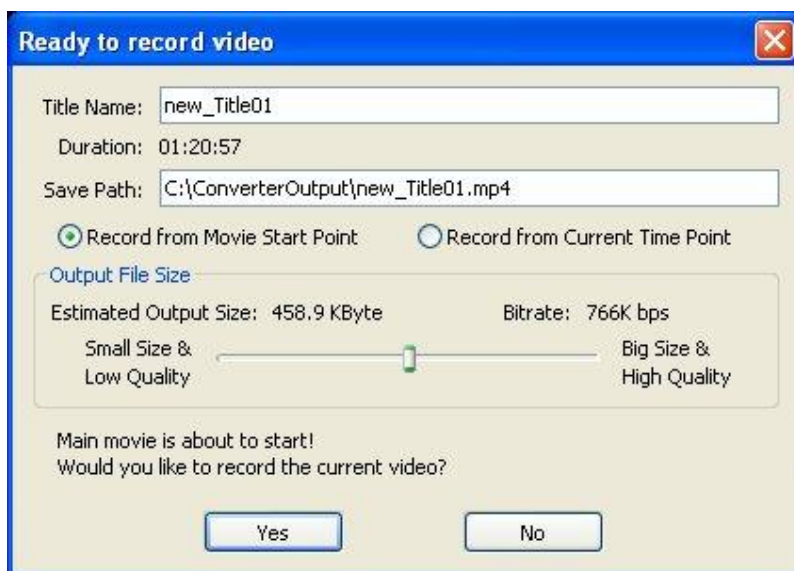 Ready to record video
Title Name: new_Title01
Duration: 01:20:57
Save Path: C:\ConverterOutput\new_Title01.mp4
Record from Movie Start Point Record from Current Time Point
Output File Size
Estimated Output Size: 458.9 KByte Bitrate: 766K bps
Small Size & Big Size &
Low Quality High Quality
Main movie is about to start!
Would you like to record the current video?
Yes No